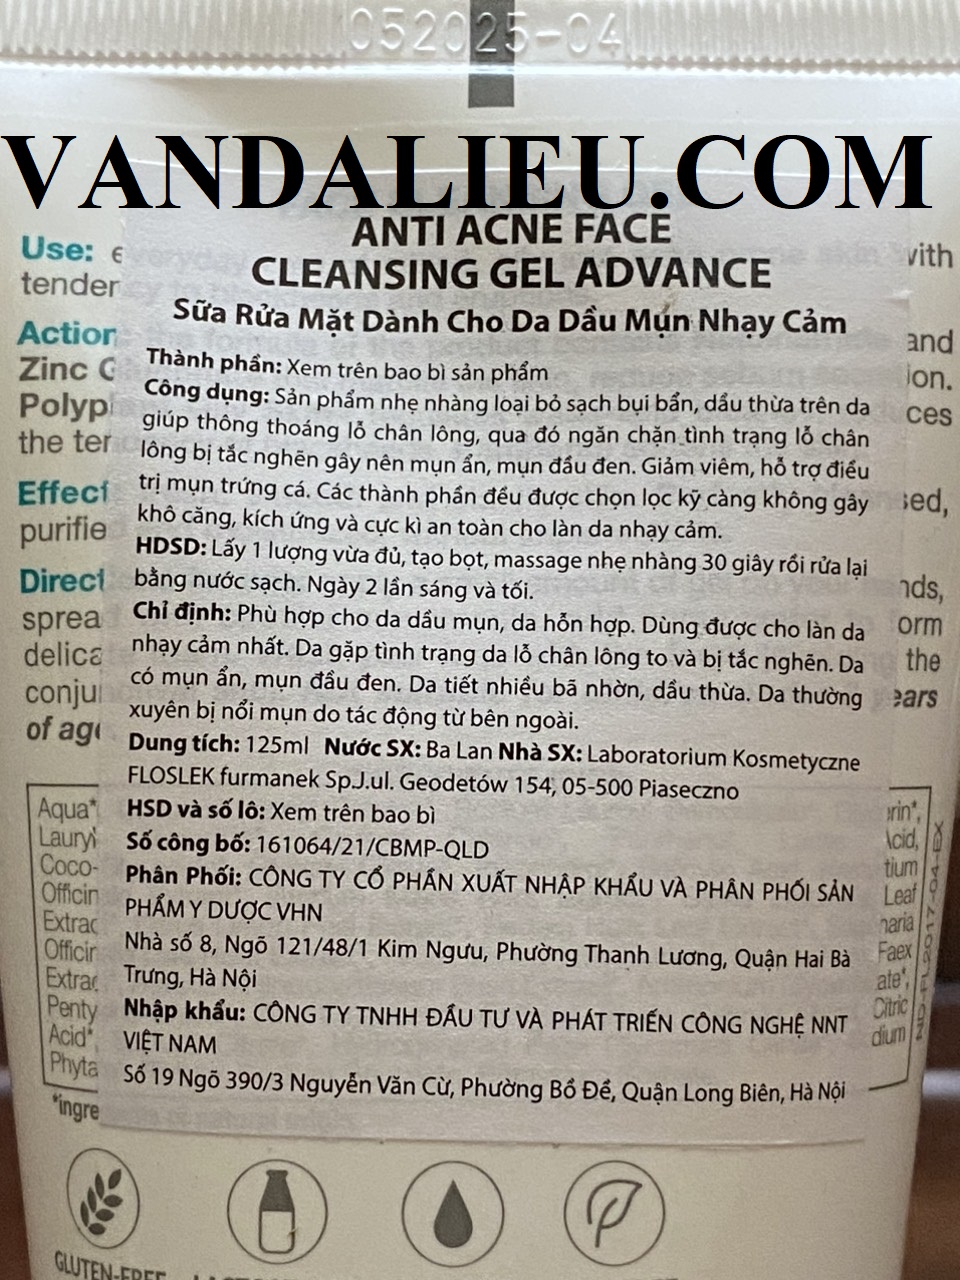 052025-04
VANDALIEU.COM
ANTI ACNE FACE
CLEANSING GEL ADVANCE
Sữa Rửa Mặt Dành Cho Da Dầu Mụn Nhạy Cảm
Thành phần: Xem trên bao bì sản phẩm
Công dụng: Sản phẩm nhẹ nhàng loại bỏ sạch bụi bẩn, dầu thừa trên da
giúp thông thoáng lỗ chân lông, qua đó ngăn chặn tình trạng lỗ chân
lông bị tắc nghẽn gây nên mụn ẩn, mụn đầu đen. Giảm viêm, hỗ trợ điều
trị mụn trứng cá. Các thành phần đều được chọn lọc kỹ càng không gây
khô căng, kích ứng và cực kì an toàn cho làn da nhạy cảm.
HDSD: Lấy 1 lượng vừa đủ, tạo bọt, massage nhẹ nhàng 30 giây rồi rửa lại
bằng nước sạch. Ngày 2 lần sáng và tối.
Chỉ định: Phù hợp cho da dầu mụn, da hỗn hợp. Dùng được cho làn da
nhạy cảm nhất. Da gặp tình trạng da lỗ chân lông to và bị tắc nghẽn. Da
có mụn ẩn, mụn đầu đen. Da tiết nhiều bã nhờn, dầu thừa. Da thường
xuyên bị nổi mụn do tác động từ bên ngoài.
Dung tích: 125ml Nước SX: Ba Lan Nhà SX: Laboratorium Kosmetyczne
FLOSLEK furmanek Sp.J.ul. Geodetów 154, 05-500 Piaseczno
HSD và số lô: Xem trên bao bì
Số công bố: 161064/21/CBMP-QLD
Phân Phối: CÔNG TY CỔ PHẦN XUẤT NHẬP KHẨU VÀ PHÂN PHỐI SẢN
PHẨM Y DƯỢC VHN
Nhà số 8, Ngõ 121/48/1 Kim Ngưu, Phường Thanh Lương, Quận Hai Bà
Trưng, Hà Nội
Nhập khẩu: CÔNG TY TNHH ĐẦU TƯ VÀ PHÁT TRIỂN CÔNG NGHỆ NNT
VIỆT NAM
Số 19 Ngõ 390/3 Nguyễn Văn Cừ, Phường Bồ Đề, Quận Long Biên, Hà Nội
Use:
with
Zinc
and
the
the
of
Aqua*
Acid,
Leaf
Faex
Citric
Acid*
GLUTEN-FREE